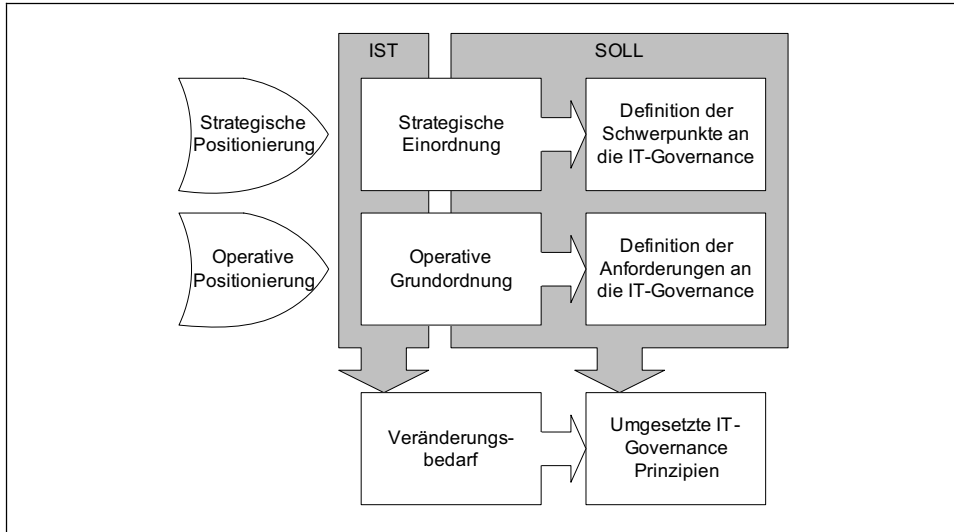 IST
SOLL
Strategische
Positionierung
Strategische
Einordnung
Definition der
Schwerpunkte an
die IT-Governance
Operative
Positionierung
Operative
Grundordnung
Definition der
Anforderungen an
die IT-Governance
Veränderungs-
bedarf
Umgesetzte IT-
Governance
Prinzipien